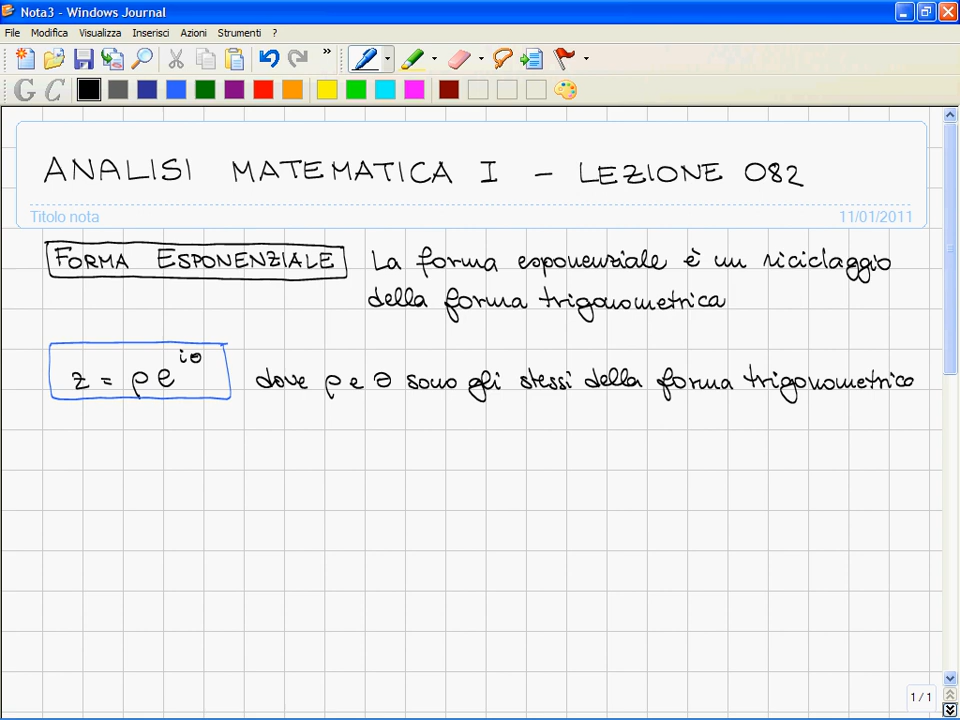 Nota3 - Windows Journal
File Modifica Visualizza Inserisci Azioni Strumenti ?
G C
ANALISI MATEMATICA I - LEZIONE 082
Titolo nota 11/01/2011
FORMA ESPONENZIALE La forma esponenziale è un riciclaggio
della forma trigonometrica
z = ρ e^{iθ} dove ρ e θ sono gli stessi della forma trigonometrica
1 / 1